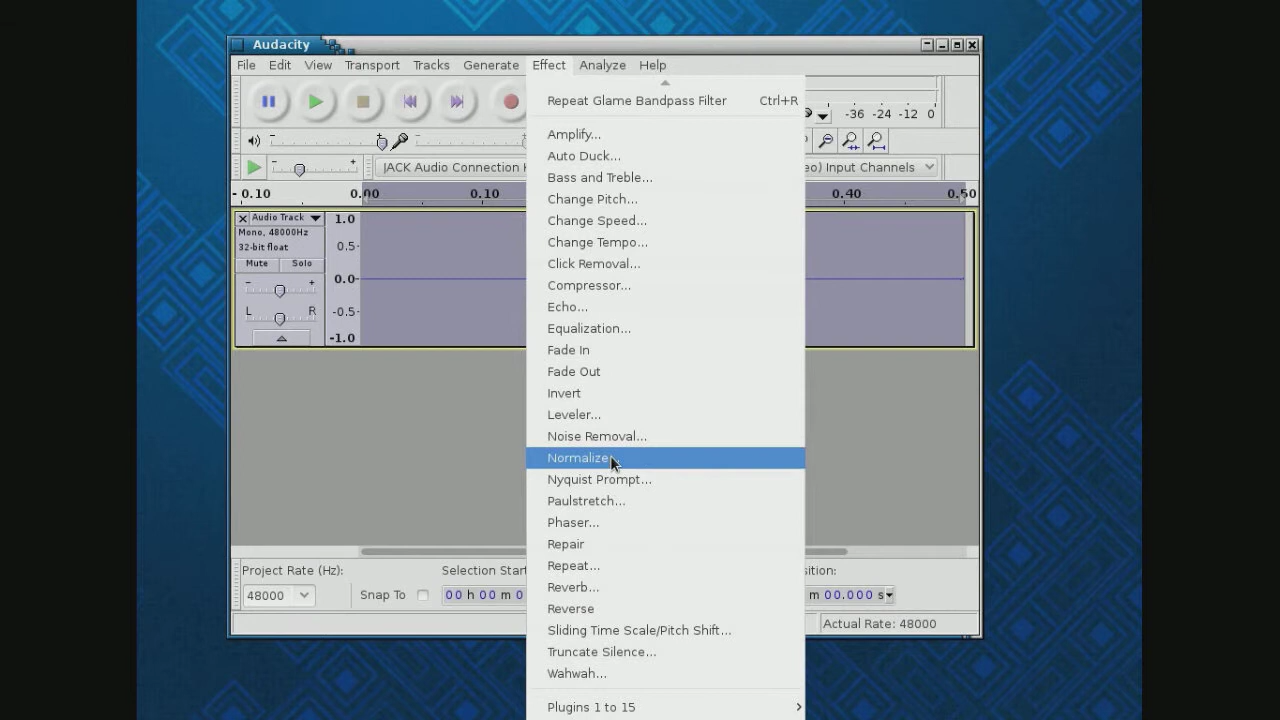 Audacity
File Edit View Transport Tracks Generate Effect Analyze Help
Repeat Glame Bandpass Filter Ctrl+R
-36 -24 -12 0
Amplify...
Auto Duck...
Bass and Treble...
JACK Audio Connection
eo) Input Channels
- 0.10 0.00 0.10 0.40 0.50
Change Pitch...
Change Speed...
Change Tempo...
Click Removal...
Compressor...
Echo...
Equalization...
Fade In
Fade Out
Invert
Leveler...
Noise Removal...
Normalize...
Nyquist Prompt...
Paulstretch...
Phaser...
Repair
Repeat...
Reverb...
Reverse
Sliding Time Scale/Pitch Shift...
Truncate Silence...
Wahwah...
Plugins 1 to 15
Audio Track
Mono, 48000Hz
32-bit float
Mute Solo
- +
L R
1.0
0.5
0.0
-0.5
-1.0
Project Rate (Hz):
48000
Snap To
Selection Start
00 h 00 m 0
sition:
m 00.000 s
Actual Rate: 48000